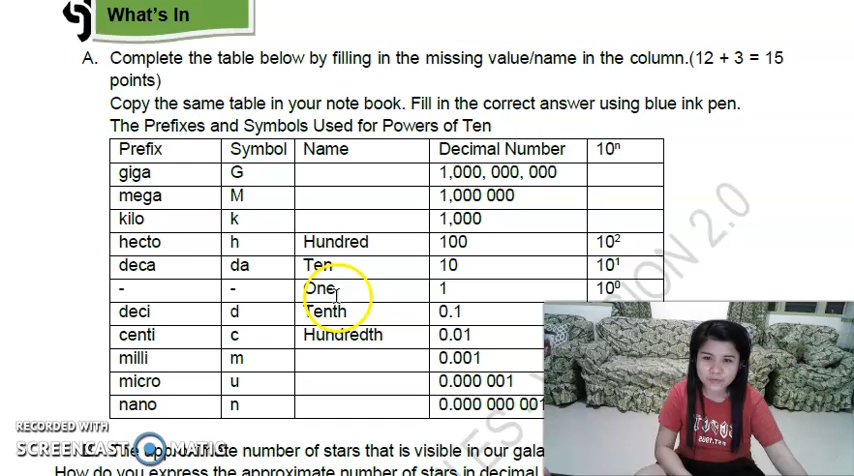 What's In
A. Complete the table below by filling in the missing value/name in the column.(12 + 3 = 15
points)
Copy the same table in your note book. Fill in the correct answer using blue ink pen.
The Prefixes and Symbols Used for Powers of Ten
Prefix Symbol Name Decimal Number 10ⁿ
giga G 1,000, 000, 000
mega M 1,000 000
kilo k 1,000
hecto h Hundred 100 10²
deca da Ten 10 10¹
- - One 1 10⁰
deci d Tenth 0.1
centi c Hundredth 0.01
milli m 0.001
micro u 0.000 001
nano n 0.000 000 001
RECORDED WITH
SCREENCAST MATIC
The approximate number of stars that is visible in our gala
How do you express the approximate number of stars in decimal
VERSION 2.0